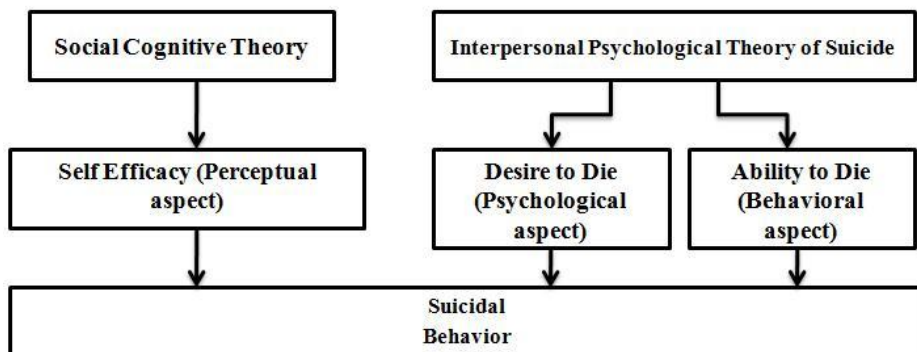 Social Cognitive Theory
Interpersonal Psychological Theory of Suicide
Self Efficacy (Perceptual
aspect)
Desire to Die
(Psychological
aspect)
Ability to Die
(Behavioral
aspect)
Suicidal
Behavior